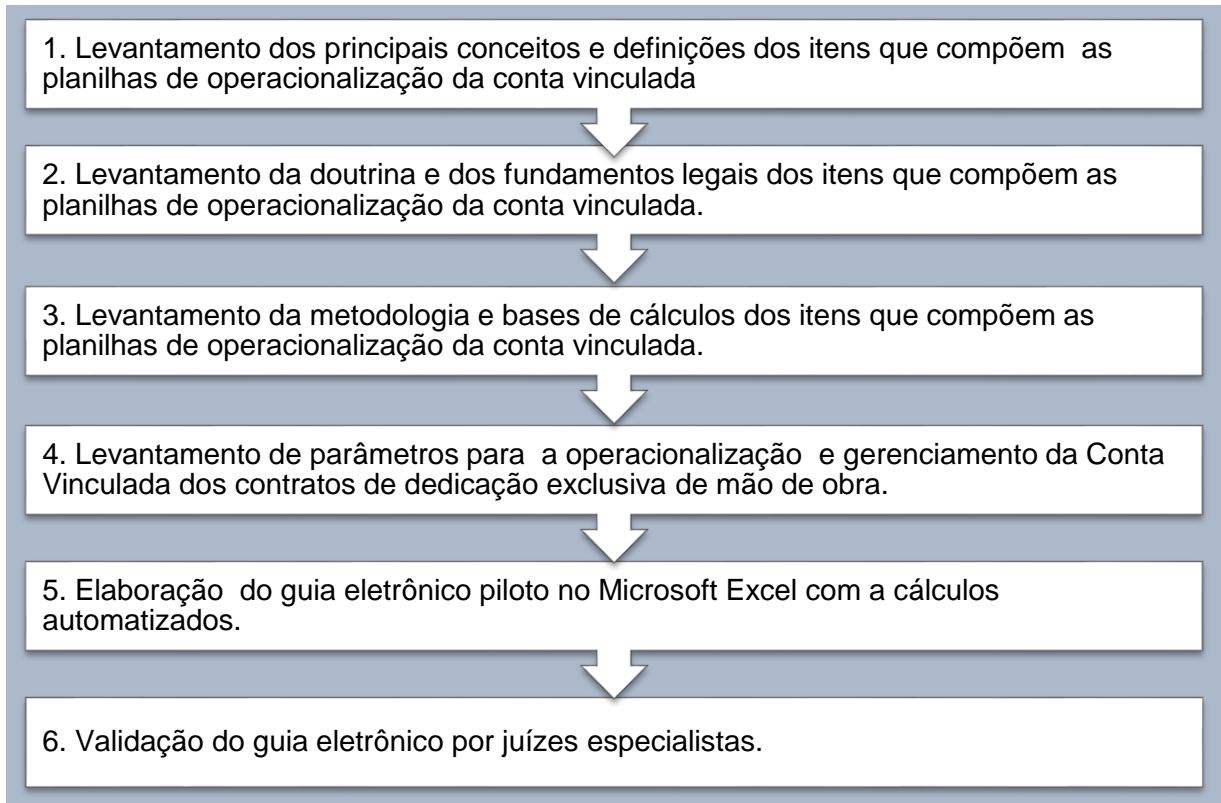 1. Levantamento dos principais conceitos e definições dos itens que compõem  as
planilhas de operacionalização da conta vinculada
2. Levantamento da doutrina e dos fundamentos legais dos itens que compõem as
planilhas de operacionalização da conta vinculada.
3. Levantamento da metodologia e bases de cálculos dos itens que compõem as
planilhas de operacionalização da conta vinculada.
4. Levantamento de parâmetros para  a operacionalização  e gerenciamento da Conta
Vinculada dos contratos de dedicação exclusiva de mão de obra.
5. Elaboração  do guia eletrônico piloto no Microsoft Excel com a cálculos
automatizados.
6. Validação do guia eletrônico por juízes especialistas.